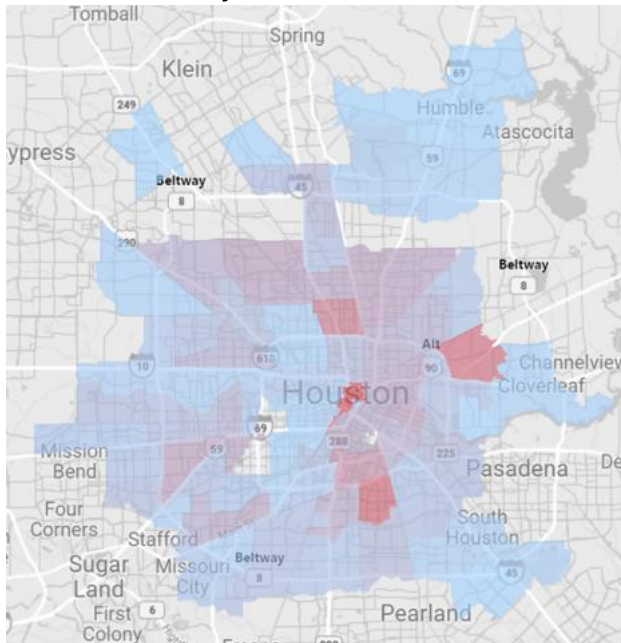 Tomball
Spring
Klein
69
249
Humble
Atascocita
59
ypress
Beltway
8
45
290
Beltway
8
Alt
90
610
10
Channelview
Cloverleaf
Houston
69
288
59
225
Mission
Bend
Pasadena
De
Four
Corners
South
Houston
Stafford
Missouri
City
Beltway
8
Sugar
Land
45
6
First
Colony
Pearland